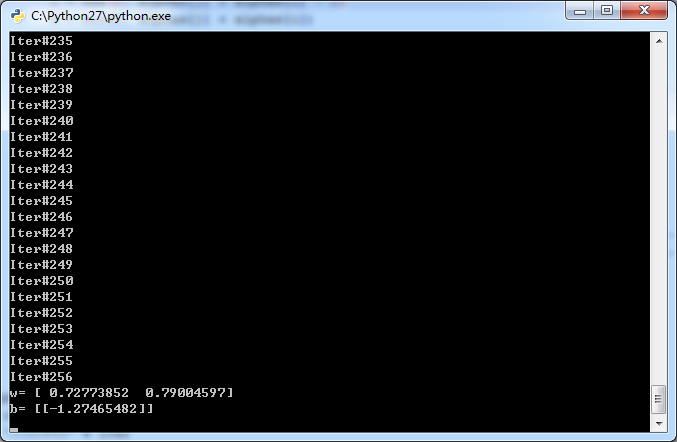 C:\Python27\python.exe
Iter#235
Iter#236
Iter#237
Iter#238
Iter#239
Iter#240
Iter#241
Iter#242
Iter#243
Iter#244
Iter#245
Iter#246
Iter#247
Iter#248
Iter#249
Iter#250
Iter#251
Iter#252
Iter#253
Iter#254
Iter#255
Iter#256
w= [ 0.72773852  0.79004597]
b= [[-1.27465482]]